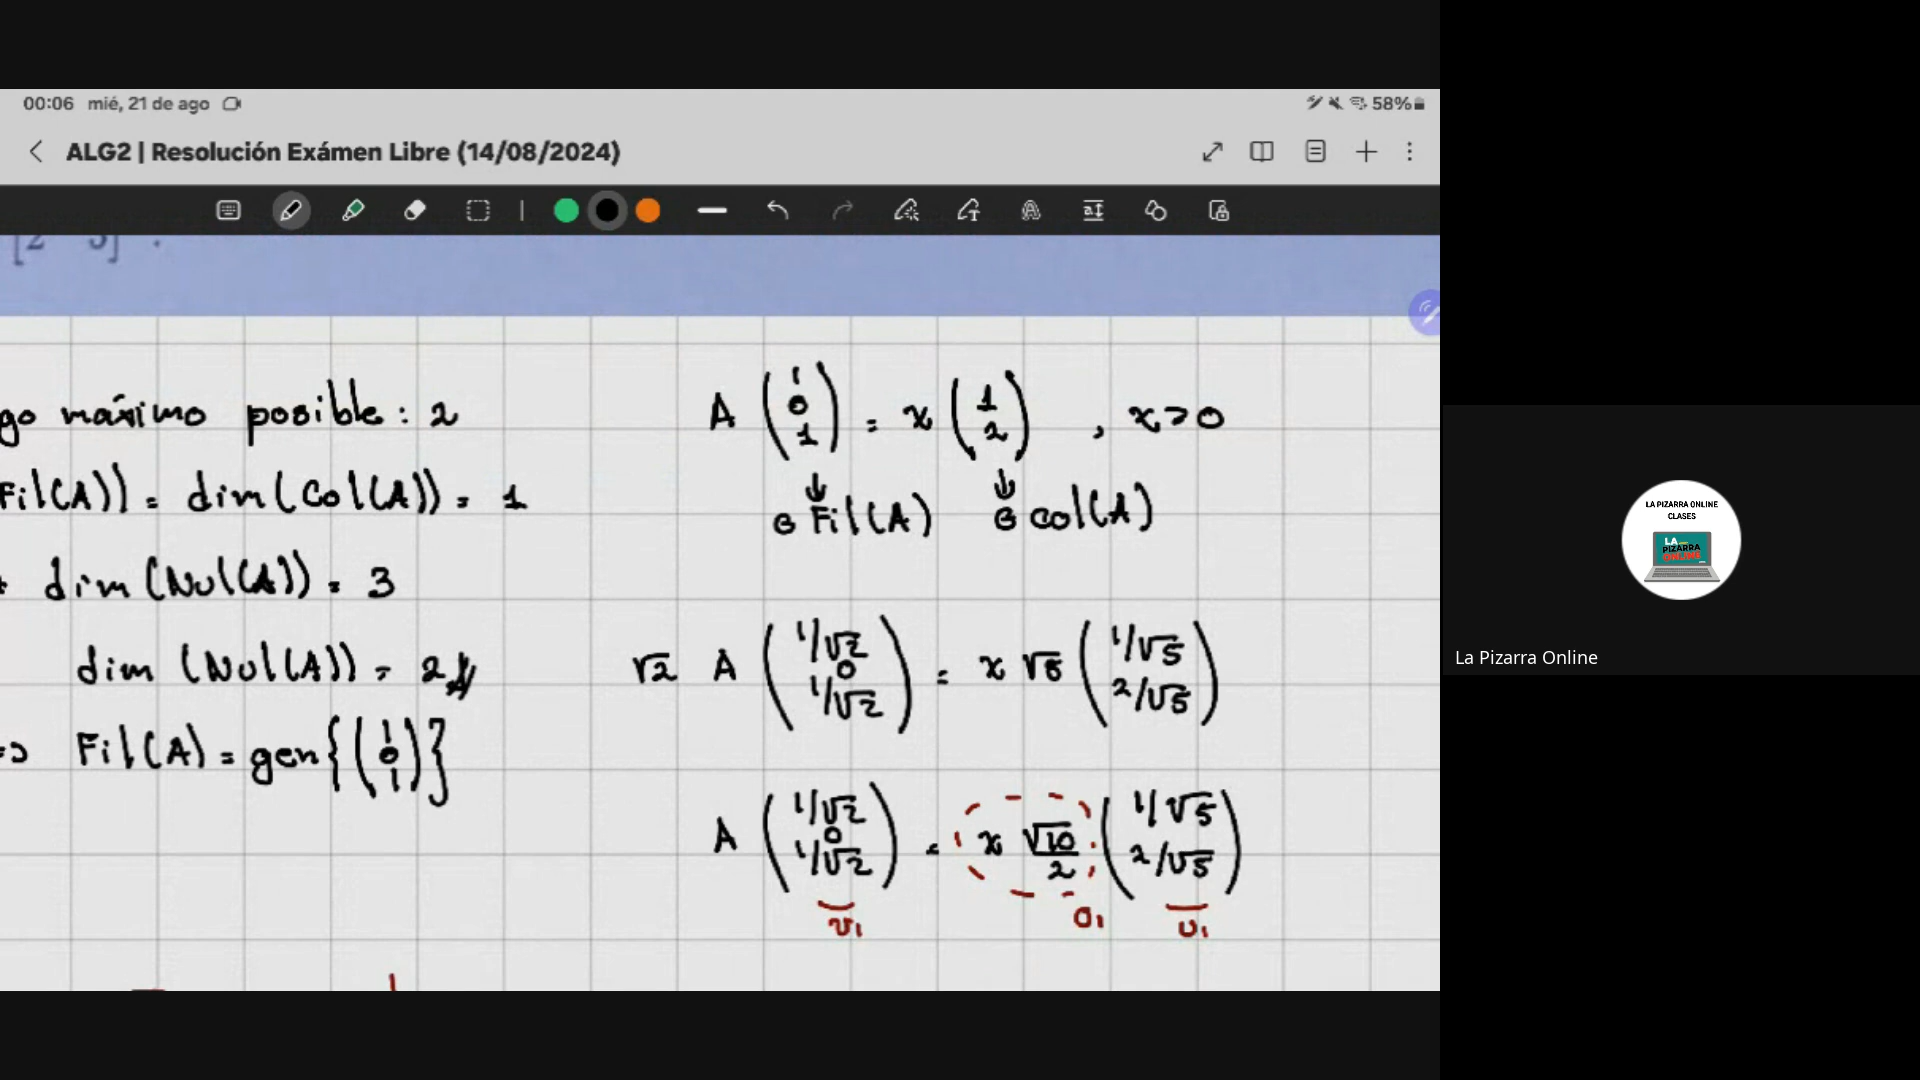 00:06 mié, 21 de ago
58%
ALG2 | Resolución Exámen Libre (14/08/2024)
go máximo posible: 2
Fil(A)) = dim(Col(A)) = 1
dim(Nul(A)) = 3
dim (Nul(A)) = 2
=> Fil(A) = gen{(1 0 1)}
A (1 0 1) = x (1 2) , x>0
↓ ↓
∈ Fil(A) ∈ col(A)
√2 A (1/√2 0 1/√2) = x √5 (1/√5 2/√5)
A (1/√2 0 1/√2) = x √10/2 (1/√5 2/√5)
v1 σ1 u1
LA PIZARRA ONLINE
CLASES
LA
PIZARRA
ONLINE
La Pizarra Online